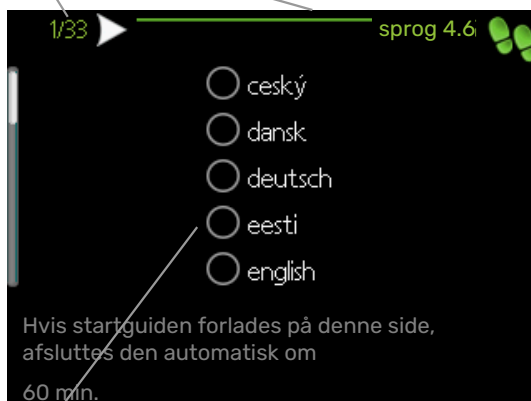 1/33
sprog 4.6
ceský
dansk
deutsch
eesti
english
Hvis startguiden forlades på denne side,
afsluttes den automatisk om
60 min.